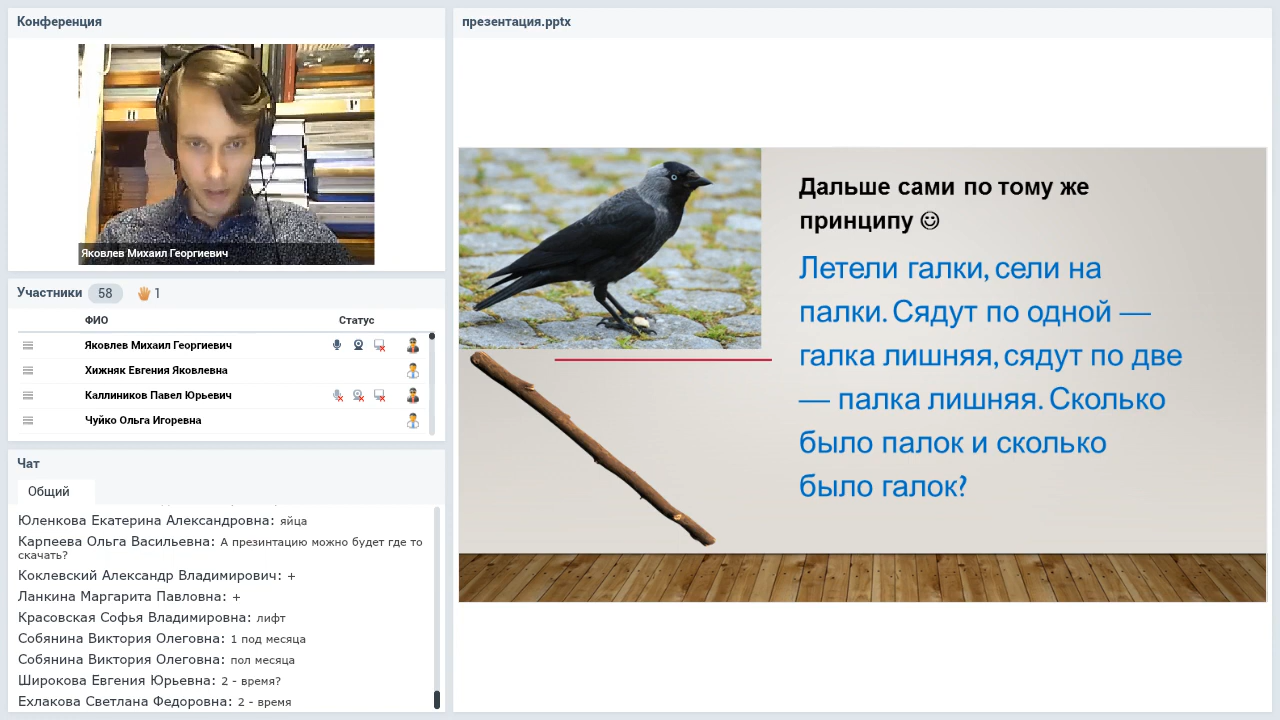 Конференция
Яковлев Михаил Георгиевич
Участники 58 1
ФИО Статус
Яковлев Михаил Георгиевич
Хижняк Евгения Яковлевна
Каллиников Павел Юрьевич
Чуйко Ольга Игоревна
Чат
Общий
Юленкова Екатерина Александровна: яйца
Карпеева Ольга Васильевна: А презинтацию можно будет где то
скачать?
Коклевский Александр Владимирович: +
Ланкина Маргарита Павловна: +
Красовская Софья Владимировна: лифт
Собянина Виктория Олеговна: 1 под месяца
Собянина Виктория Олеговна: пол месяца
Широкова Евгения Юрьевна: 2 - время?
Ехлакова Светлана Федоровна: 2 - время
презентация.pptx
Дальше сами по тому же
принципу ☺
Летели галки, сели на
палки. Сядут по одной —
галка лишняя, сядут по две
— палка лишняя. Сколько
было палок и сколько
было галок?